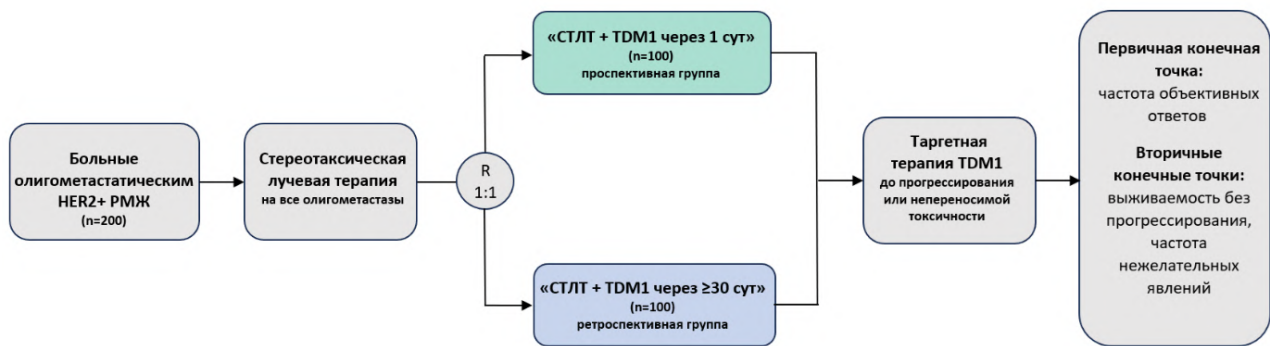 Больные
олигометастатическим
HER2+ РМЖ
(n=200)
Стереотаксическая
лучевая терапия
на все олигометастазы
R
1:1
«СТЛТ + TDM1 через 1 сут»
(n=100)
проспективная группа
«СТЛТ + TDM1 через ≥30 сут»
(n=100)
ретроспективная группа
Таргетная
терапия TDM1
до прогрессирования
или непереносимой
токсичности
Первичная конечная
точка:
частота объективных
ответов
Вторичные
конечные точки:
выживаемость без
прогрессирования,
частота
нежелательных
явлений